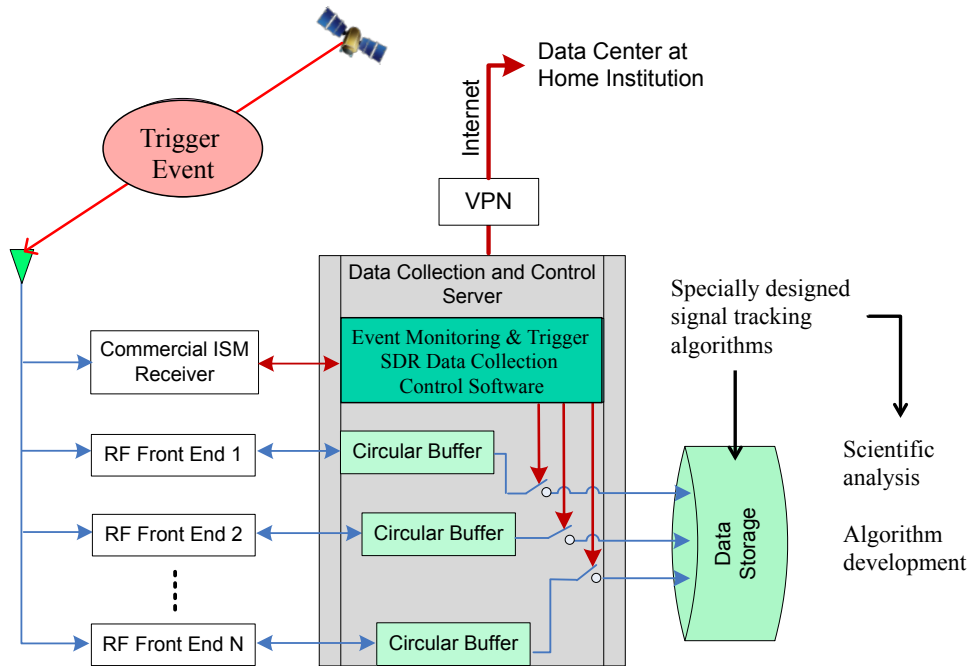 Data Center at
Home Institution
Trigger
Event
Internet
VPN
Data Collection and Control
Server
Specially designed
signal tracking
algorithms
Commercial ISM
Receiver
Event Monitoring & Trigger
SDR Data Collection
Control Software
RF Front End 1
Circular Buffer
Scientific
analysis
RF Front End 2
Circular Buffer
Data
Storage
Algorithm
development
RF Front End N
Circular Buffer